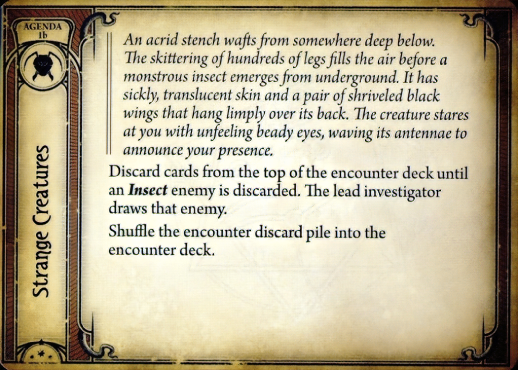 AGENDA
1b
Strange Creatures
An acrid stench wafts from somewhere deep below.
The skittering of hundreds of legs fills the air before a
monstrous insect emerges from underground. It has
sickly, translucent skin and a pair of shriveled black
wings that hang limply over its back. The creature stares
at you with unfeeling beady eyes, waving its antennae to
announce your presence.
Discard cards from the top of the encounter deck until
an Insect enemy is discarded. The lead investigator
draws that enemy.
Shuffle the encounter discard pile into the
encounter deck.